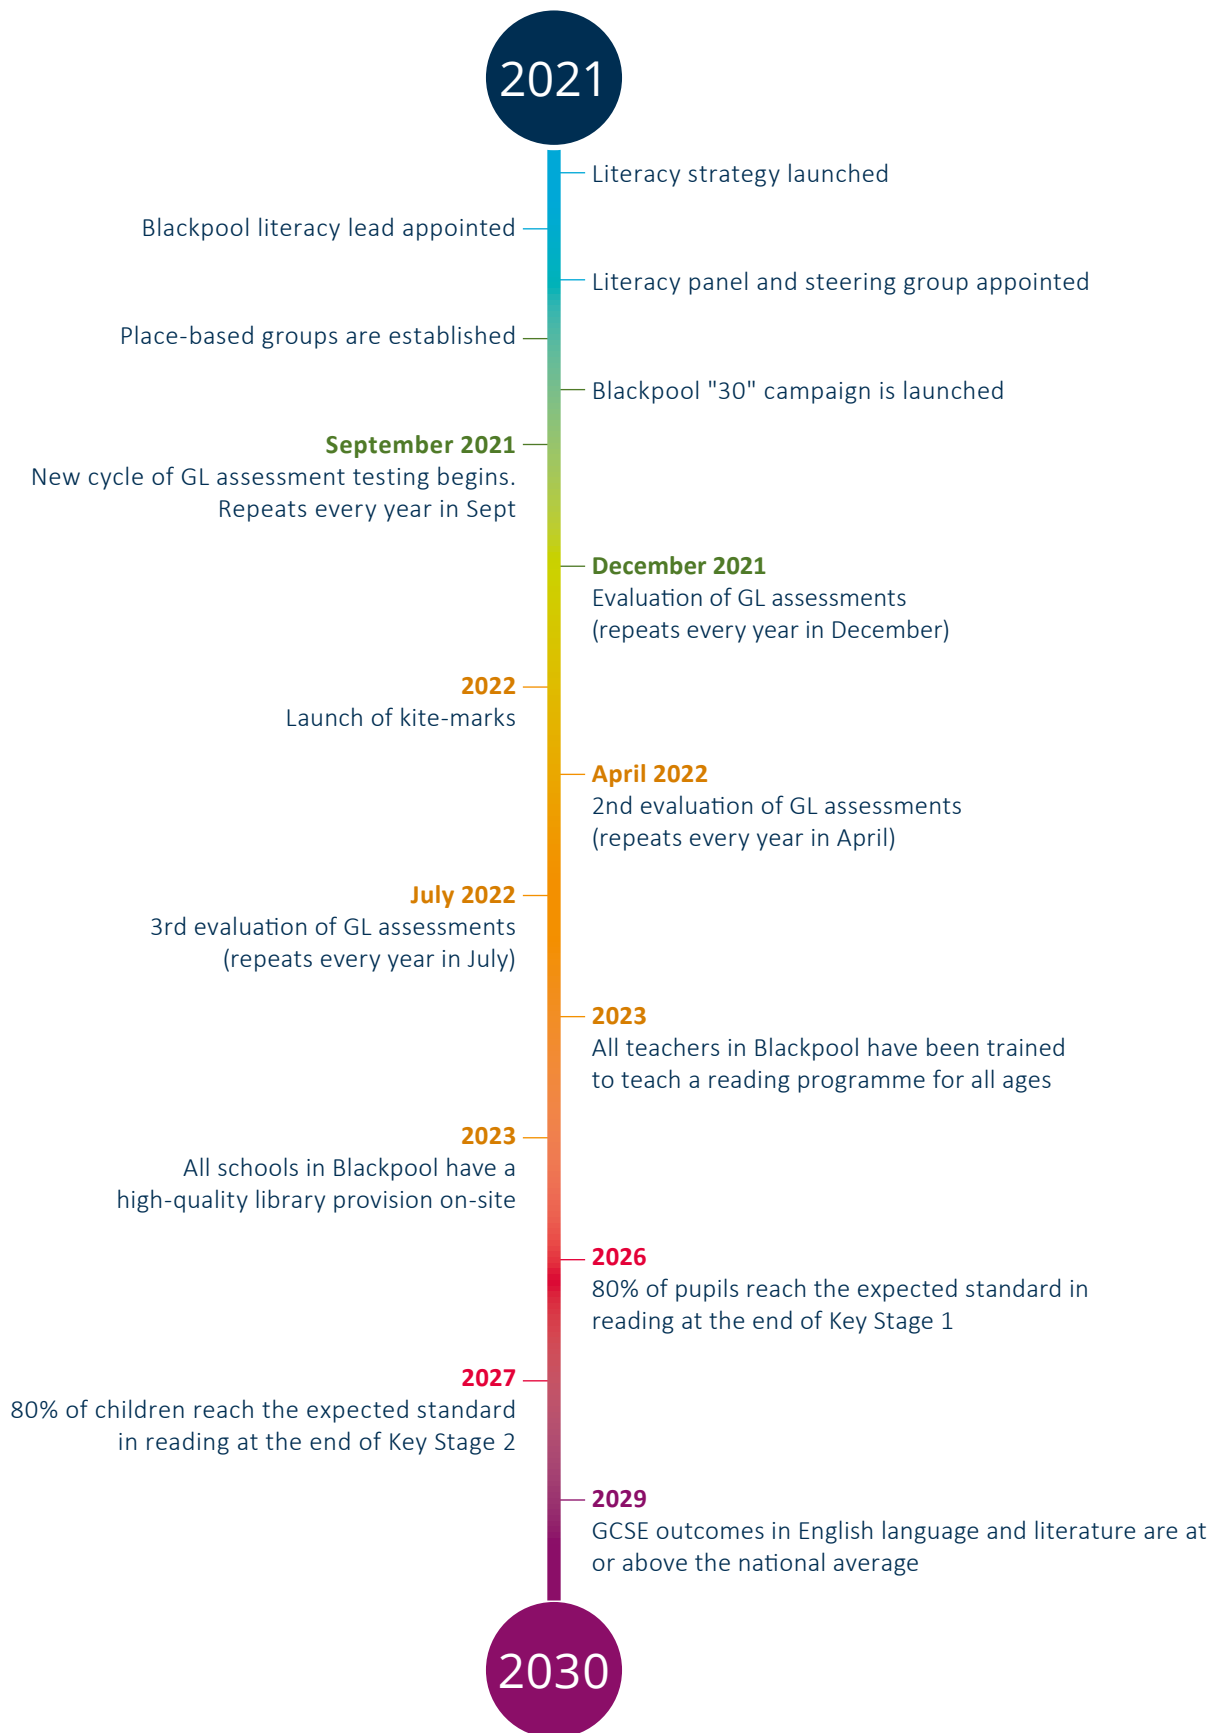 2021
Literacy strategy launched
Blackpool literacy lead appointed
Literacy panel and steering group appointed
Place-based groups are established
Blackpool "30" campaign is launched
September 2021
New cycle of GL assessment testing begins.
Repeats every year in Sept
December 2021
Evaluation of GL assessments
(repeats every year in December)
2022
Launch of kite-marks
April 2022
2nd evaluation of GL assessments
(repeats every year in April)
July 2022
3rd evaluation of GL assessments
(repeats every year in July)
2023
All teachers in Blackpool have been trained
to teach a reading programme for all ages
2023
All schools in Blackpool have a
high-quality library provision on-site
2026
80% of pupils reach the expected standard in
reading at the end of Key Stage 1
2027
80% of children reach the expected standard
in reading at the end of Key Stage 2
2029
GCSE outcomes in English language and literature are at
or above the national average
2030